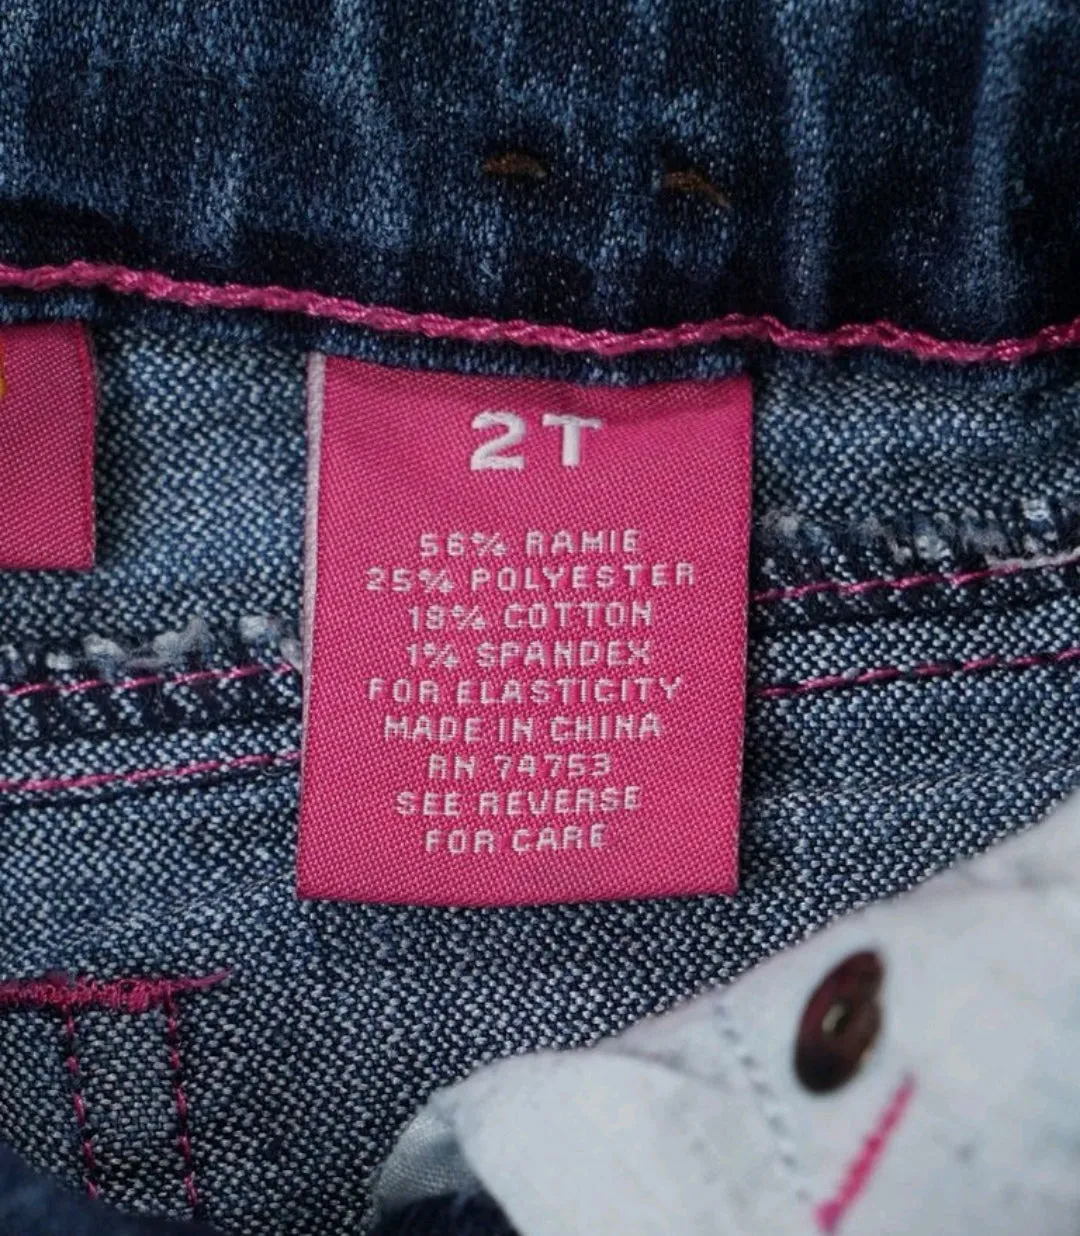 2T
56% RAMIE
25% POLYESTER
18% COTTON
1% SPANDEX
FOR ELASTICITY
MADE IN CHINA
RN 74753
SEE REVERSE
FOR CARE